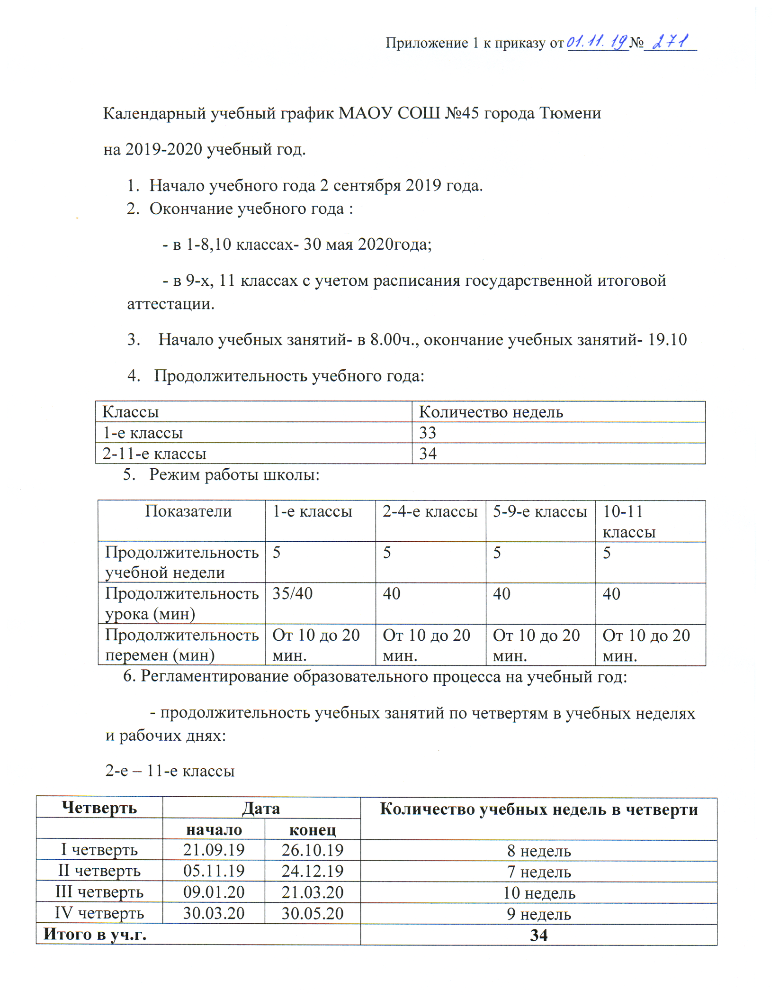 Приложение 1 к приказу от 01.11.19 № 271
Календарный учебный график МАОУ СОШ №45 города Тюмени
на 2019-2020 учебный год.
1. Начало учебного года 2 сентября 2019 года.
2. Окончание учебного года :
- в 1-8,10 классах- 30 мая 2020года;
- в 9-х, 11 классах с учетом расписания государственной итоговой
аттестации.
3. Начало учебных занятий- в 8.00ч., окончание учебных занятий- 19.10
4. Продолжительность учебного года:
Классы Количество недель
1-е классы 33
2-11-е классы 34
5. Режим работы школы:
Показатели 1-е классы 2-4-е классы 5-9-е классы 10-11
классы
Продолжительность 5 5 5 5
учебной недели
Продолжительность 35/40 40 40 40
урока (мин)
Продолжительность От 10 до 20 От 10 до 20 От 10 до 20 От 10 до 20
перемен (мин) мин. мин. мин. мин.
6. Регламентирование образовательного процесса на учебный год:
- продолжительность учебных занятий по четвертям в учебных неделях
и рабочих днях:
2-е – 11-е классы
Четверть Дата Количество учебных недель в четверти
начало конец
I четверть 21.09.19 26.10.19 8 недель
II четверть 05.11.19 24.12.19 7 недель
III четверть 09.01.20 21.03.20 10 недель
IV четверть 30.03.20 30.05.20 9 недель
Итого в уч.г. 34